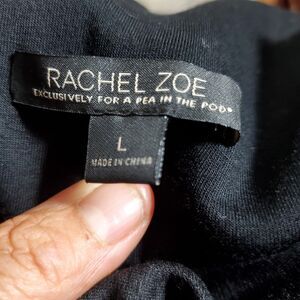 RACHEL ZOE
EXCLUSIVELY FOR A PEA IN THE POD®
L
MADE IN CHINA